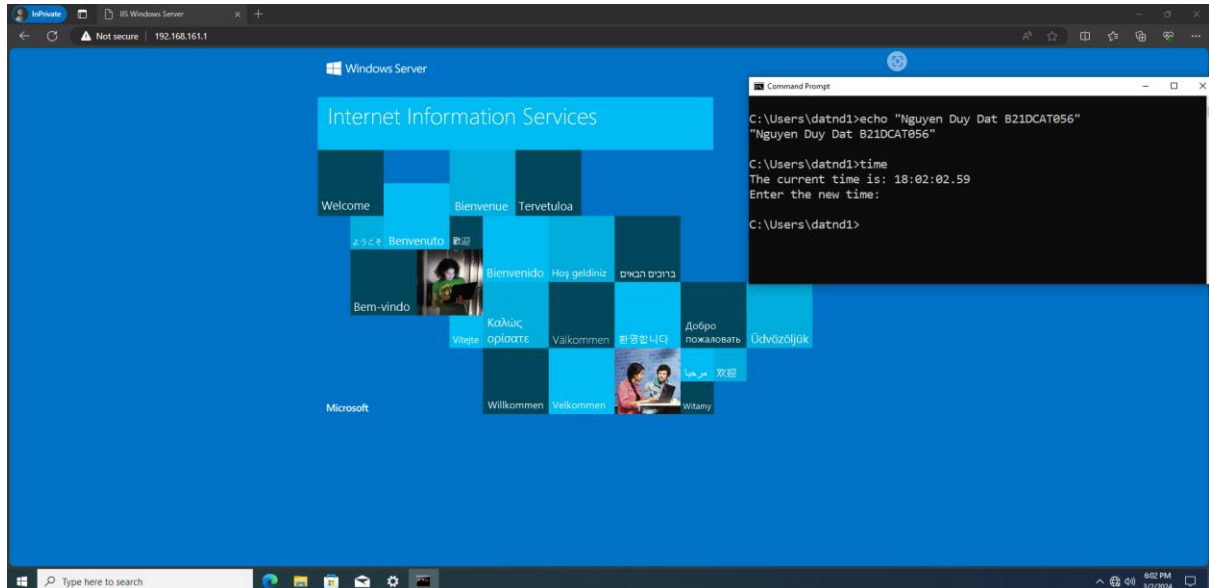 InPrivate
IIS Windows Server
Not secure
192.168.161.1
Windows Server
Internet Information Services
Command Prompt
C:\Users\datnd1>echo "Nguyen Duy Dat B21DCAT056"
"Nguyen Duy Dat B21DCAT056"
C:\Users\datnd1>time
The current time is: 18:02:02.59
Enter the new time:
C:\Users\datnd1>
Welcome
Bienvenue
Tervetuloa
ようこそ
Benvenuto
歡迎
Bienvenido
Hoş geldiniz
ברוכים הבאים
Bem-vindo
Vítejte
Καλώς
ορίσατε
Välkommen
환영합니다
Добро
пожаловать
Üdvözöljük
مرحبا
欢迎
Microsoft
Willkommen
Velkommen
Witamy
Type here to search
6:02 PM
3/2/2024